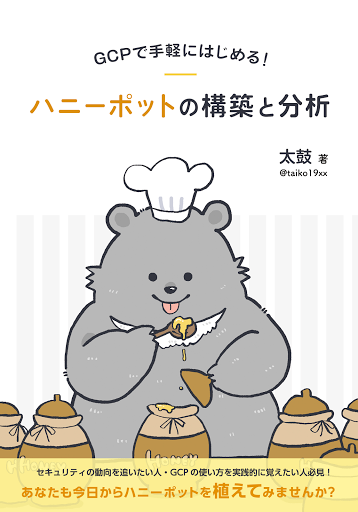 GCPで手軽にはじめる!
ハニーポットの構築と分析
太鼓 著
@taiko19xx
セキュリティの動向を追いたい人・GCPの使い方を実践的に覚えたい人必見!
あなたも今日からハニーポットを植えてみませんか?